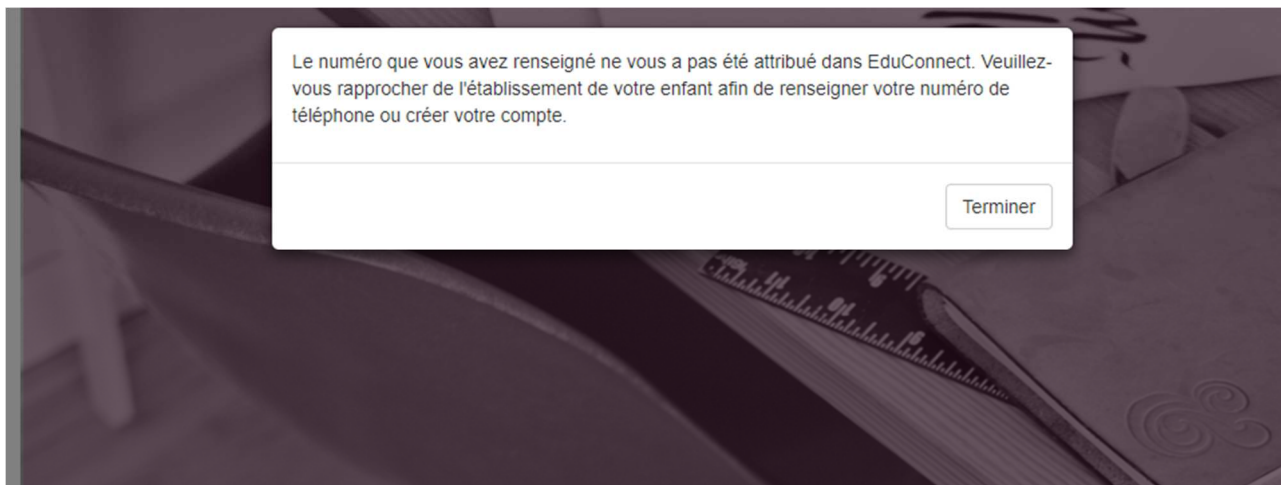 Le numéro que vous avez renseigné ne vous a pas été attribué dans EduConnect. Veuillez-
vous rapprocher de l'établissement de votre enfant afin de renseigner votre numéro de
téléphone ou créer votre compte.
Terminer